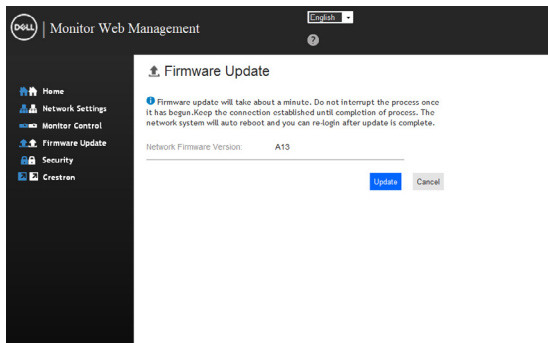 DELL | Monitor Web Management
English
?
Home
Network Settings
Monitor Control
Firmware Update
Security
Crestron
Firmware Update
Firmware update will take about a minute. Do not interrupt the process once
it has begun.Keep the connection established until completion of process. The
network system will auto reboot and you can re-login after update is complete.
Network Firmware Version: A13
Update Cancel